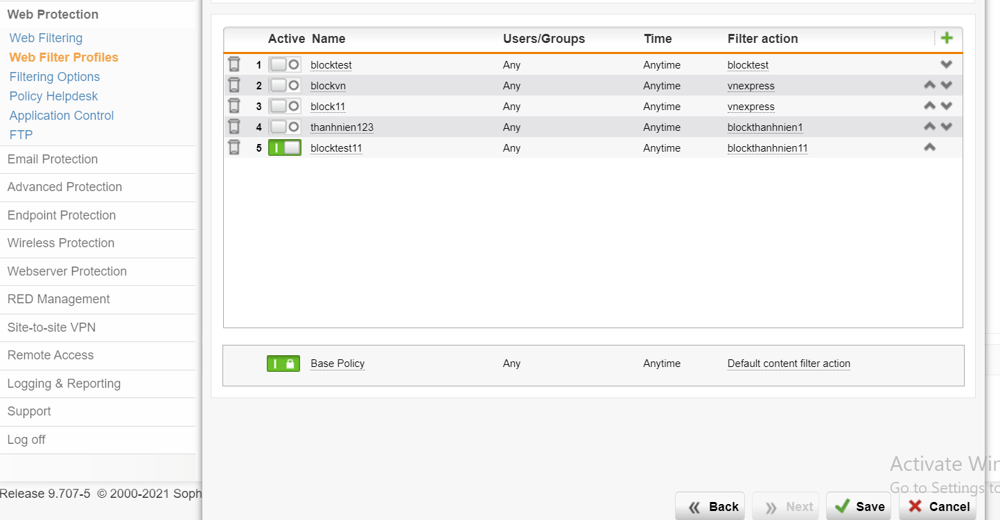 Web Protection
Web Filtering
Web Filter Profiles
Filtering Options
Policy Helpdesk
Application Control
FTP
Email Protection
Advanced Protection
Endpoint Protection
Wireless Protection
Webserver Protection
RED Management
Site-to-site VPN
Remote Access
Logging & Reporting
Support
Log off
Release 9.707-5 © 2000-2021 Soph
Active Name Users/Groups Time Filter action
1 blocktest Any Anytime blocktest
2 blockvn Any Anytime vnexpress
3 block11 Any Anytime vnexpress
4 thanhnien123 Any Anytime blockthanhnien1
5 blocktest11 Any Anytime blockthanhnien11
Base Policy Any Anytime Default content filter action
Activate Wi
Go to Settings to
Back Next Save Cancel